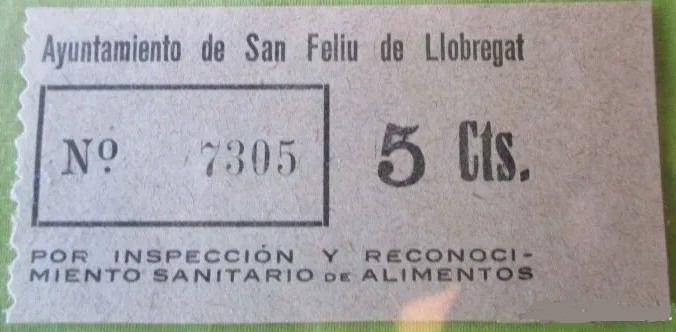 Ayuntamiento de San Feliu de Llobregat
Nº 7305
5 Cts.
POR INSPECCIÓN Y RECONOCI-
MIENTO SANITARIO DE ALIMENTOS